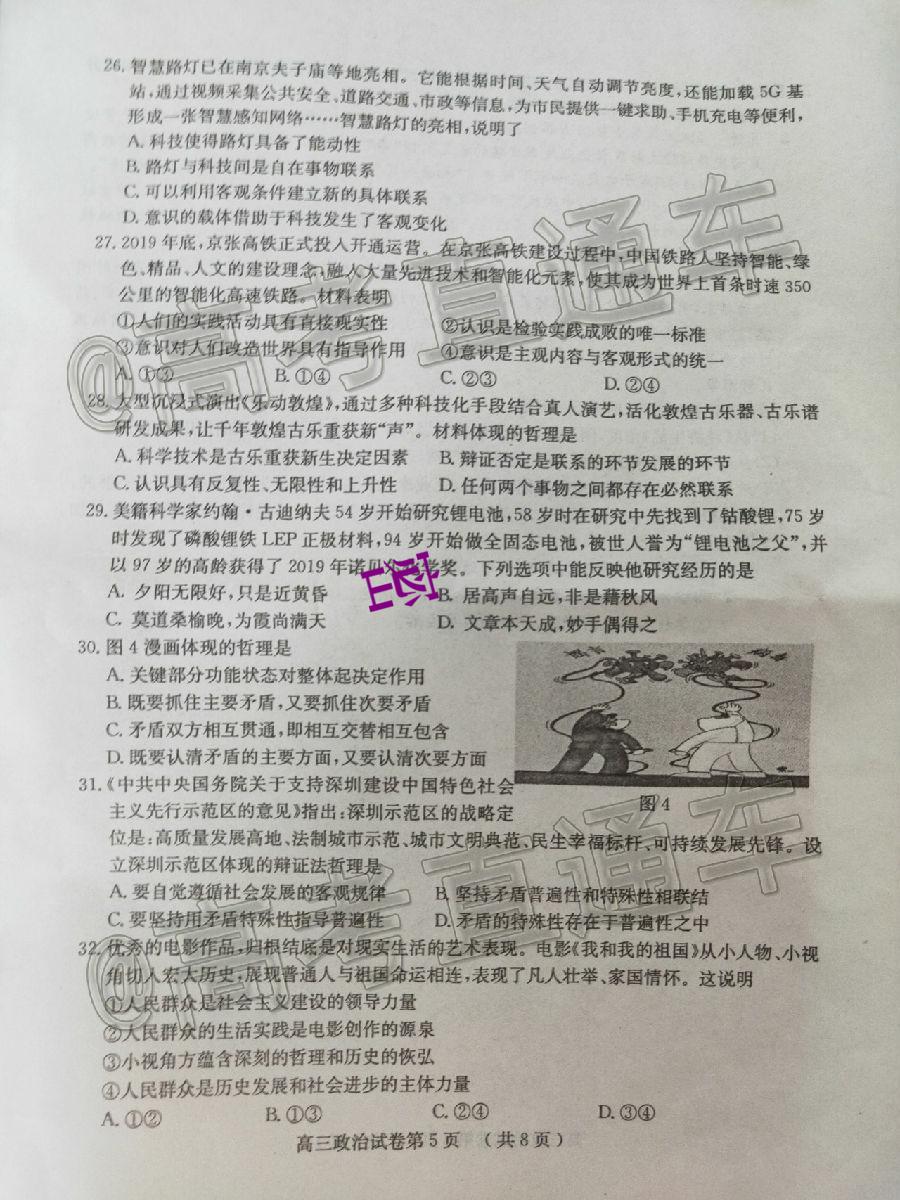 26. 智慧路灯已在南京夫子庙等地亮相。它能根据时间、天气自动调节亮度,还能加载 5G 基
站,通过视频采集公共安全、道路交通、市政等信息,为市民提供一键求助、手机充电等便利,
形成一张智慧感知网络……智慧路灯的亮相,说明了
A. 科技使得路灯具备了能动性
B. 路灯与科技间是自在事物联系
C. 可以利用客观条件建立新的具体联系
D. 意识的载体借助于科技发生了客观变化
27. 2019 年底,京张高铁正式投入开通运营。在京张高铁建设过程中,中国铁路人坚持智能、绿
色、精品、人文的建设理念,融入大量先进技术和智能化元素,使其成为世界上首条时速 350
公里的智能化高速铁路。材料表明
①人们的实践活动具有直接现实性 ②认识是检验实践成败的唯一标准
③意识对人们改造世界具有指导作用 ④意识是主观内容与客观形式的统一
A. ①③ B. ①④ C. ②③ D. ②④
28. 大型沉浸式演出《乐动敦煌》,通过多种科技化手段结合真人演艺,活化敦煌古乐器、古乐谱
研发成果,让千年敦煌古乐重获新“声”。材料体现的哲理是
A. 科学技术是古乐重获新生决定因素 B. 辩证否定是联系的环节发展的环节
C. 认识具有反复性、无限性和上升性 D. 任何两个事物之间都存在必然联系
29. 美籍科学家约翰·古迪纳夫 54 岁开始研究锂电池,58 岁时在研究中先找到了钴酸锂,75 岁
时发现了磷酸锂铁 LEP 正极材料,94 岁开始做全固态电池,被世人誉为“锂电池之父”,并
以 97 岁的高龄获得了 2019 年诺贝尔化学奖。下列选项中能反映他研究经历的是
A. 夕阳无限好,只是近黄昏 B. 居高声自远,非是藉秋风
C. 莫道桑榆晚,为霞尚满天 D. 文章本天成,妙手偶得之
30. 图 4 漫画体现的哲理是
A. 关键部分功能状态对整体起决定作用
B. 既要抓住主要矛盾,又要抓住次要矛盾
C. 矛盾双方相互贯通,即相互交替相互包含
D. 既要认清矛盾的主要方面,又要认清次要方面
图 4
31. 《中共中央国务院关于支持深圳建设中国特色社会
主义先行示范区的意见》指出:深圳示范区的战略定
位是:高质量发展高地、法制城市示范、城市文明典范、民生幸福标杆、可持续发展先锋。设
立深圳示范区体现的辩证法哲理是
A. 要自觉遵循社会发展的客观规律 B. 坚持矛盾普遍性和特殊性相联结
C. 要坚持用矛盾特殊性指导普遍性 D. 矛盾的特殊性存在于普遍性之中
32. 优秀的电影作品,归根结底是对现实生活的艺术表现。电影《我和我的祖国》从小人物、小视
角切入宏大历史,展现普通人与祖国命运相连,表现了凡人壮举、家国情怀。这说明
①人民群众是社会主义建设的领导力量
②人民群众的生活实践是电影创作的源泉
③小视角方蕴含深刻的哲理和历史的恢弘
④人民群众是历史发展和社会进步的主体力量
A. ①② B. ①③ C. ②④ D. ③④
高三政治试卷第 5 页 (共 8 页)
@高考直通车
@高考直通车